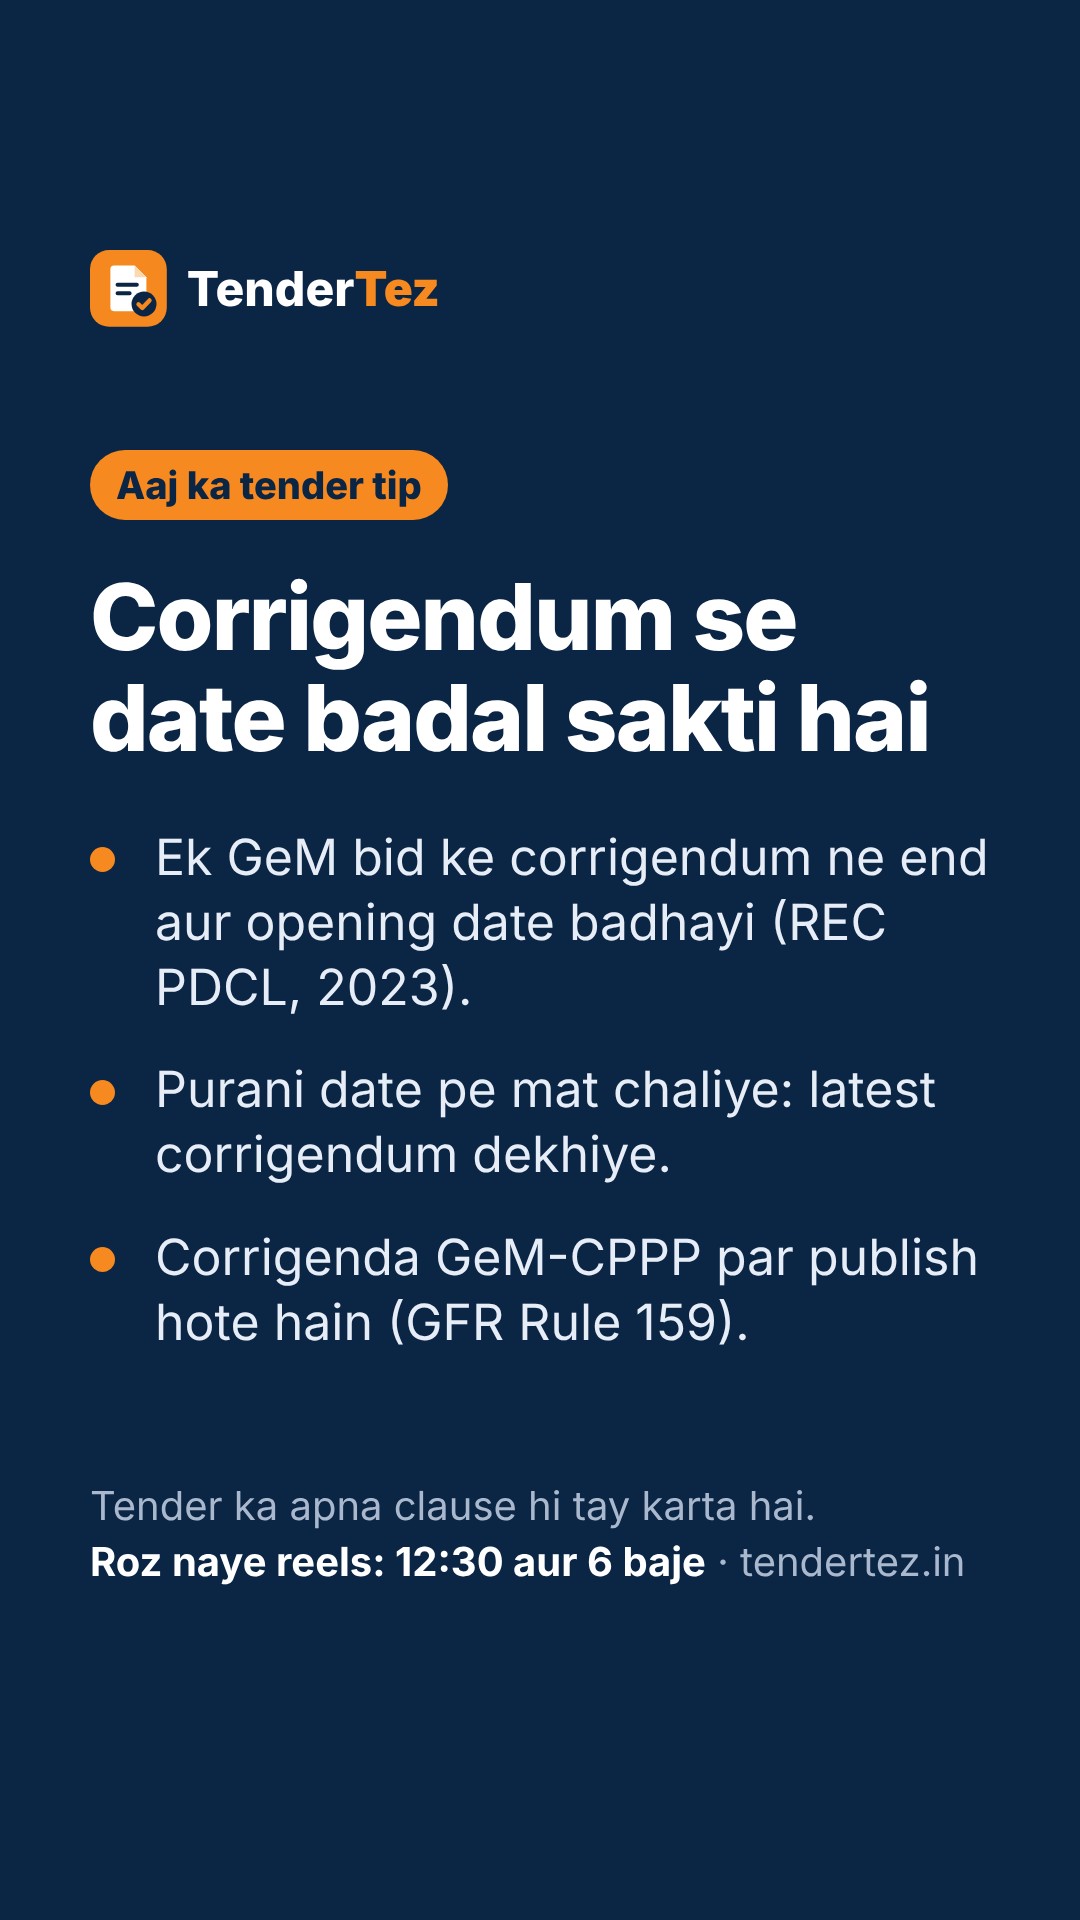 TenderTez
Aaj ka tender tip
Corrigendum se
date badal sakti hai
Ek GeM bid ke corrigendum ne end
aur opening date badhayi (REC
PDCL, 2023).
Purani date pe mat chaliye: latest
corrigendum dekhiye.
Corrigenda GeM-CPPP par publish
hote hain (GFR Rule 159).
Tender ka apna clause hi tay karta hai.
Roz naye reels: 12:30 aur 6 baje · tendertez.in